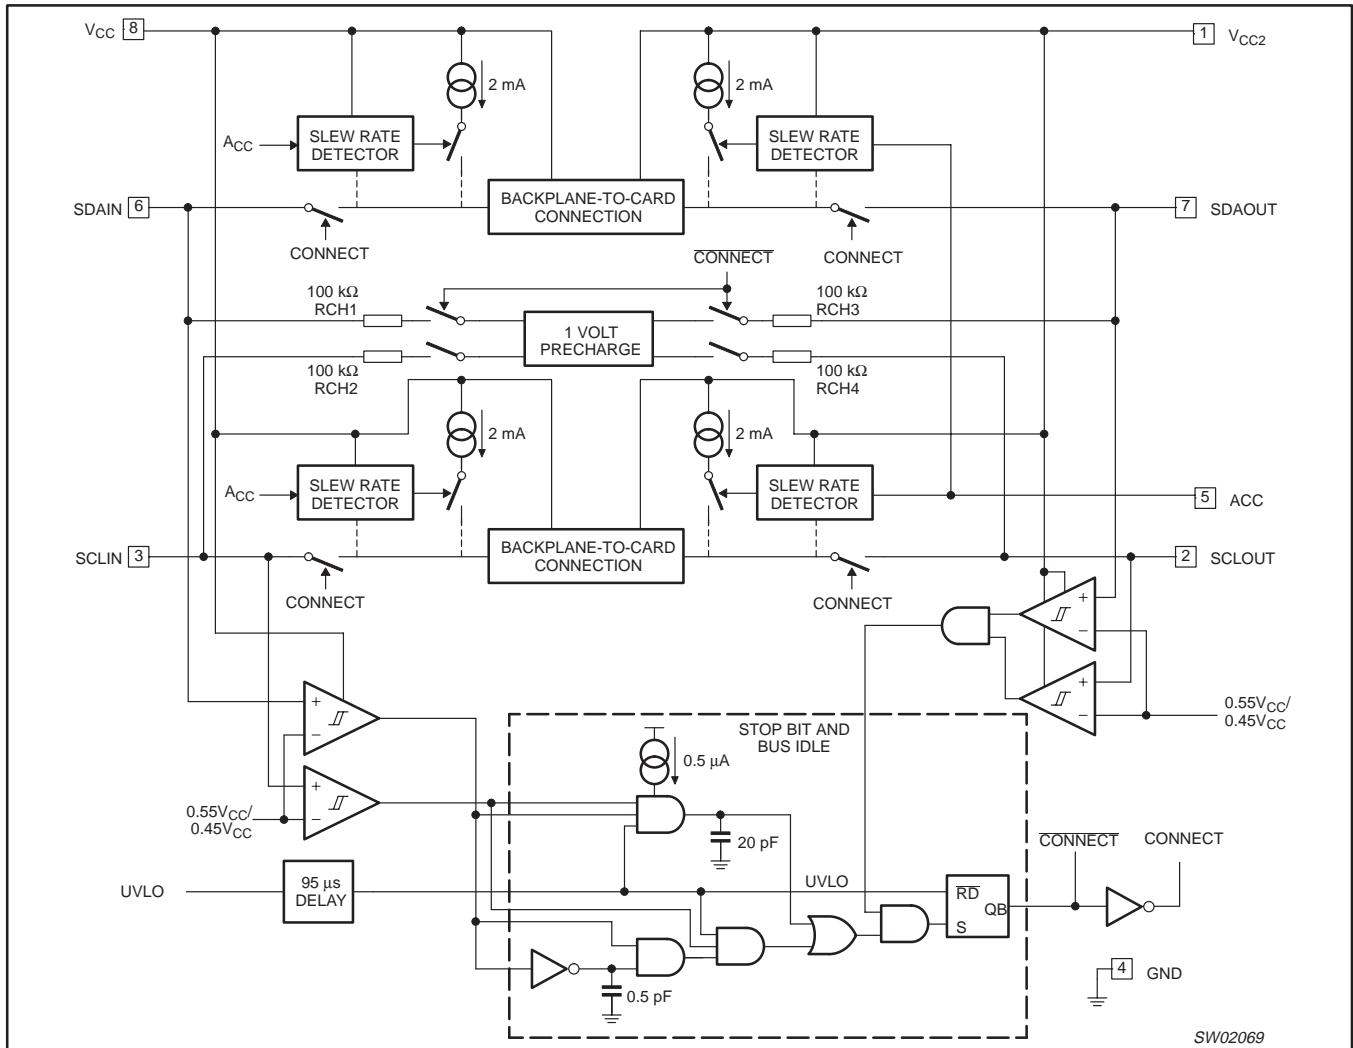 VCC 8
1 VCC2
2 mA
2 mA
ACC
SLEW RATE
DETECTOR
SLEW RATE
DETECTOR
SDAIN 6
BACKPLANE-TO-CARD
CONNECTION
7 SDAOUT
CONNECT
CONNECT
CONNECT
100 kΩ
RCH1
100 kΩ
RCH3
1 VOLT
PRECHARGE
100 kΩ
RCH2
100 kΩ
RCH4
2 mA
2 mA
ACC
SLEW RATE
DETECTOR
SLEW RATE
DETECTOR
5 ACC
SCLIN 3
BACKPLANE-TO-CARD
CONNECTION
2 SCLOUT
CONNECT
CONNECT
+
–
+
–
0.55VCC/
0.45VCC
+
–
+
–
0.55VCC/
0.45VCC
STOP BIT AND
BUS IDLE
0.5 μA
20 pF
UVLO
95 μs
DELAY
UVLO
RD
QB
S
CONNECT
CONNECT
0.5 pF
4 GND
SW02069